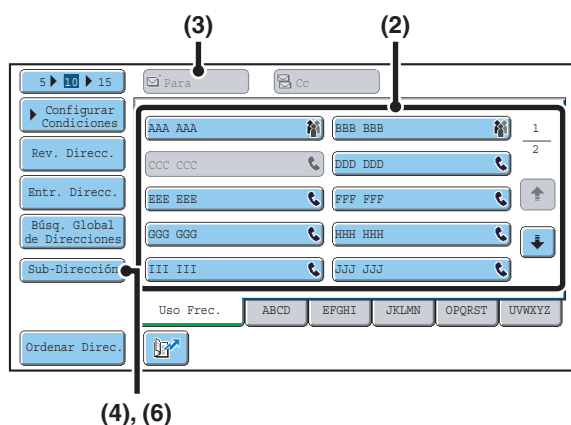 (3)
(2)
5 10 15
Para
Cc
Configurar
Condiciones
Rev. Direcc.
Entr. Direcc.
Búsq. Global
de Direcciones
Sub-Dirección
Ordenar Direc.
AAA AAA
BBB BBB
CCC CCC
DDD DDD
EEE EEE
FFF FFF
GGG GGG
HHH HHH
III III
JJJ JJJ
1
2
Uso Frec.
ABCD
EFGHI
JKLMN
OPQRST
UVWXYZ
(4), (6)